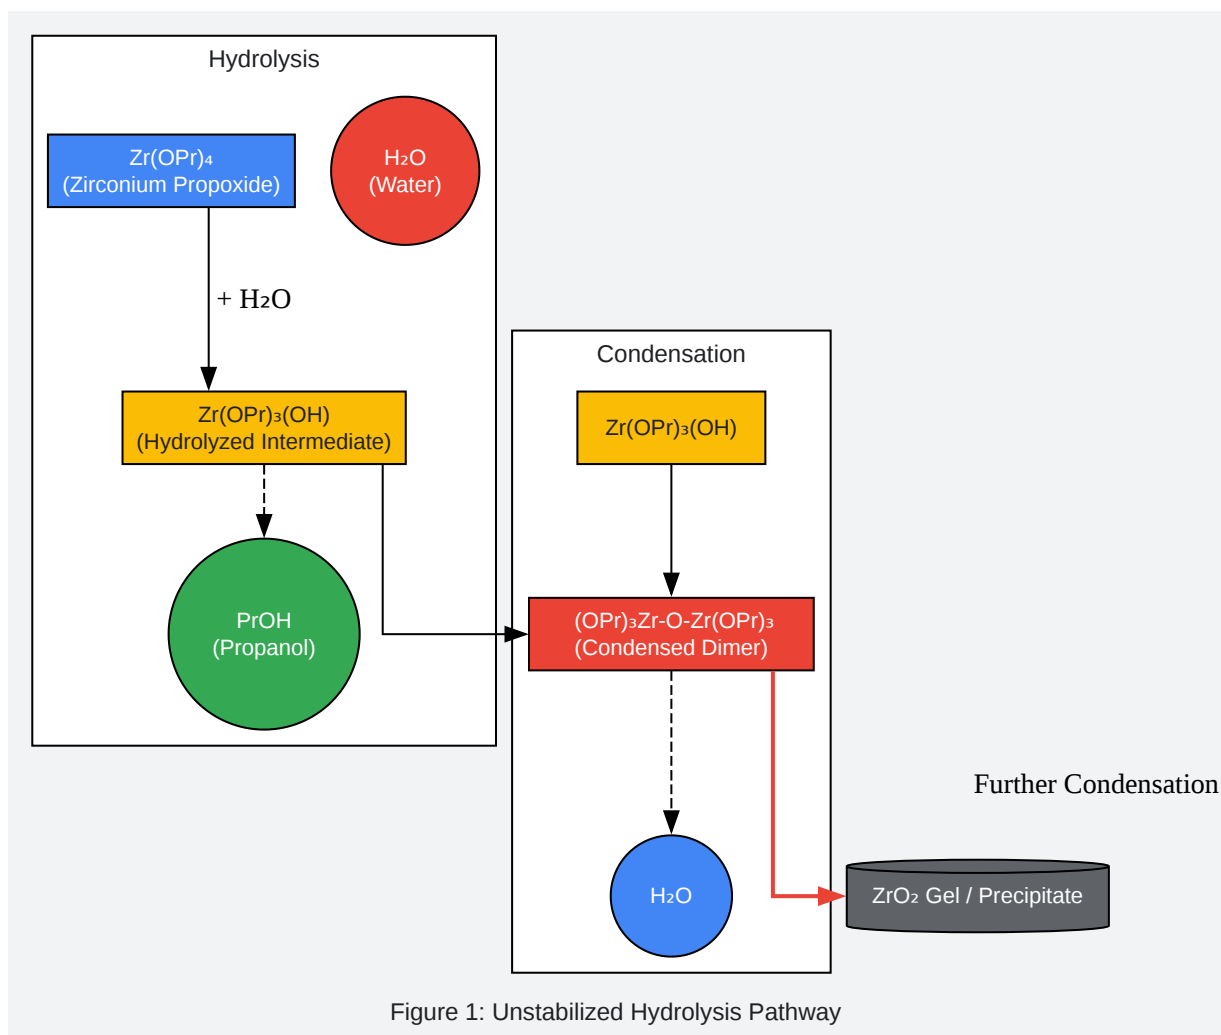 Hydrolysis
Zr(OPr)₄
(Zirconium Propoxide)
H₂O
(Water)
+ H₂O
Zr(OPr)₃(OH)
(Hydrolyzed Intermediate)
PrOH
(Propanol)
Condensation
Zr(OPr)₃(OH)
(OPr)₃Zr-O-Zr(OPr)₃
(Condensed Dimer)
H₂O
Further Condensation
ZrO₂ Gel / Precipitate
Figure 1: Unstabilized Hydrolysis Pathway